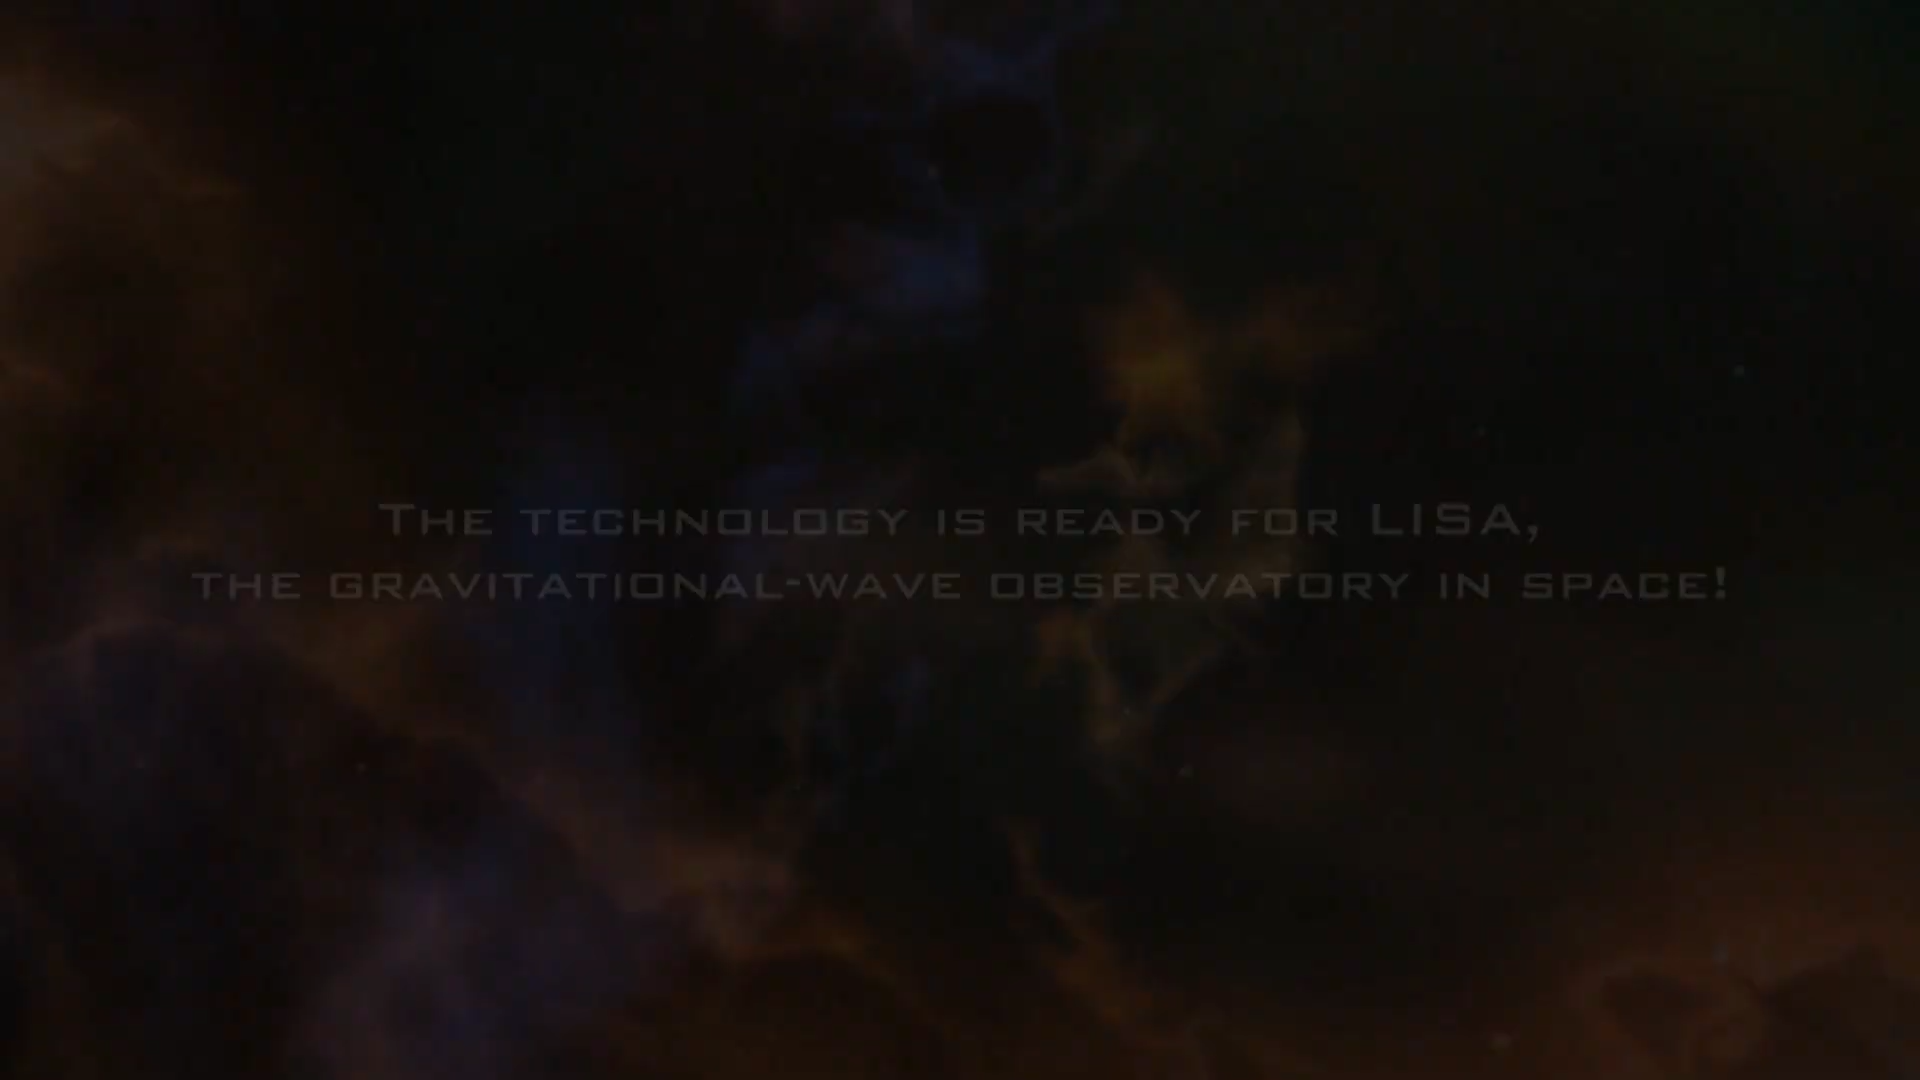 The technology is ready for LISA,
the gravitational-wave observatory in space!